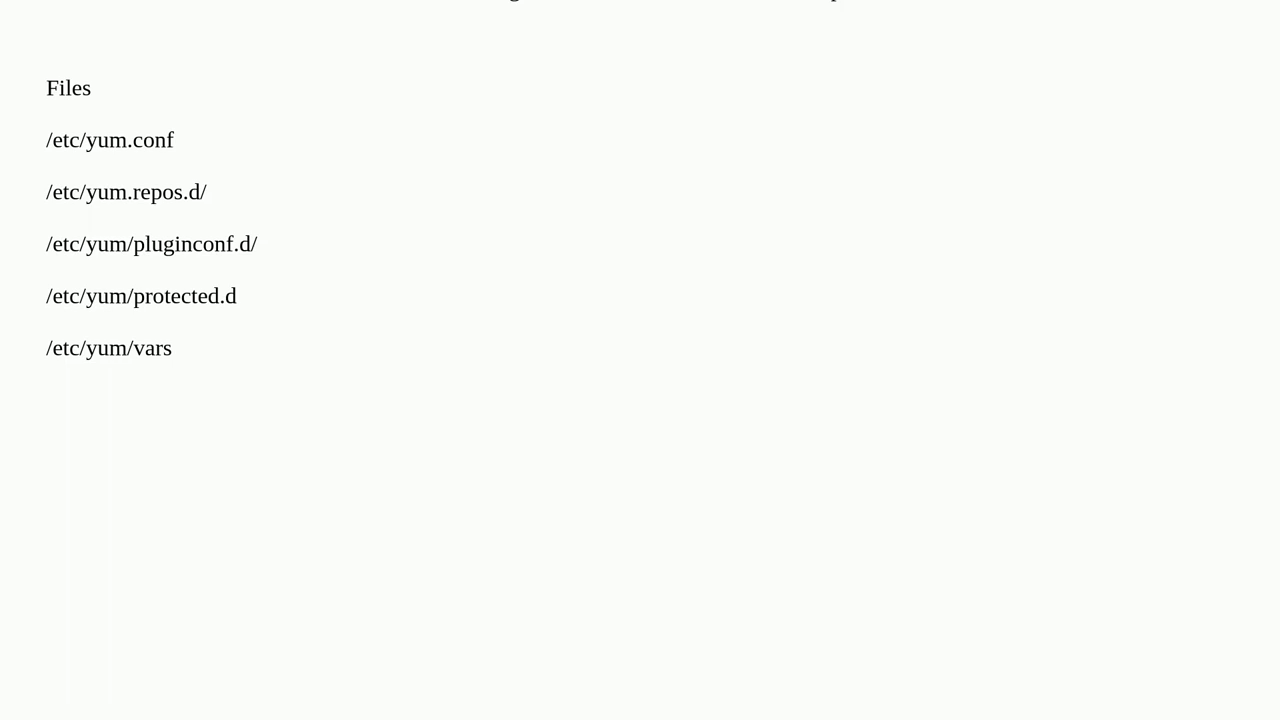 Files
/etc/yum.conf
/etc/yum.repos.d/
/etc/yum/pluginconf.d/
/etc/yum/protected.d
/etc/yum/vars